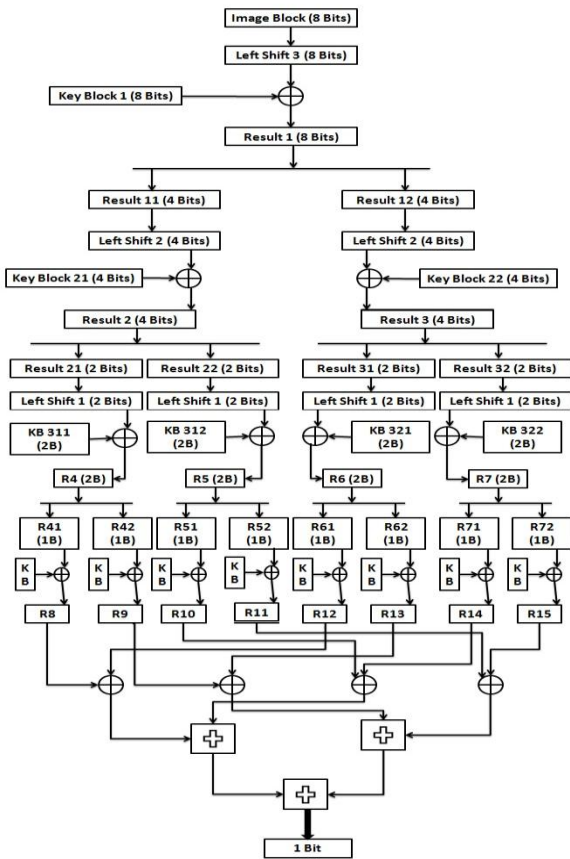 Image Block (8 Bits)
Left Shift 3 (8 Bits)
Key Block 1 (8 Bits)
Result 1 (8 Bits)
Result 11 (4 Bits)
Result 12 (4 Bits)
Left Shift 2 (4 Bits)
Left Shift 2 (4 Bits)
Key Block 21 (4 Bits)
Key Block 22 (4 Bits)
Result 2 (4 Bits)
Result 3 (4 Bits)
Result 21 (2 Bits)
Result 22 (2 Bits)
Result 31 (2 Bits)
Result 32 (2 Bits)
Left Shift 1 (2 Bits)
Left Shift 1 (2 Bits)
Left Shift 1 (2 Bits)
Left Shift 1 (2 Bits)
KB 311
(2B)
KB 312
(2B)
KB 321
(2B)
KB 322
(2B)
R4 (2B)
R5 (2B)
R6 (2B)
R7 (2B)
R41
(1B)
R42
(1B)
R51
(1B)
R52
(1B)
R61
(1B)
R62
(1B)
R71
(1B)
R72
(1B)
K
B
K
B
K
B
K
B
K
B
K
B
K
B
K
B
R8
R9
R10
R11
R12
R13
R14
R15
1 Bit